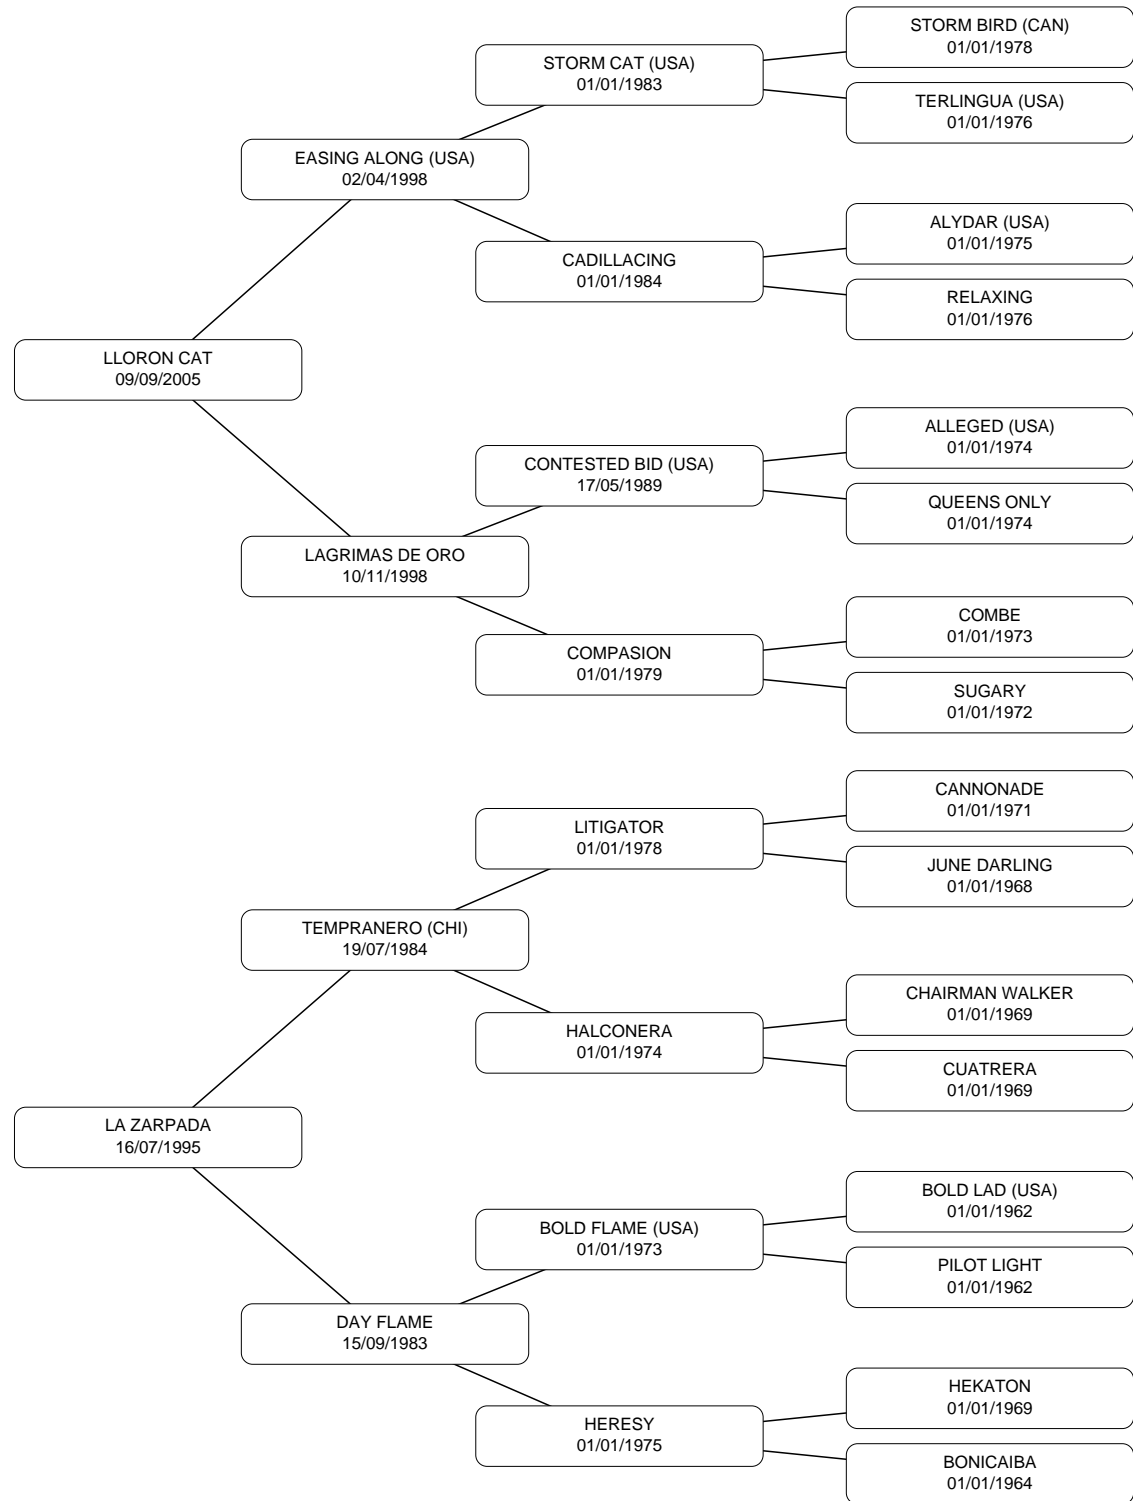 STORM BIRD (CAN)
01/01/1978
STORM CAT (USA)
01/01/1983
TERLINGUA (USA)
01/01/1976
EASING ALONG (USA)
02/04/1998
ALYDAR (USA)
01/01/1975
CADILLACING
01/01/1984
RELAXING
01/01/1976
LLORON CAT
09/09/2005
ALLEGED (USA)
01/01/1974
CONTESTED BID (USA)
17/05/1989
QUEENS ONLY
01/01/1974
LAGRIMAS DE ORO
10/11/1998
COMBE
01/01/1973
COMPASION
01/01/1979
SUGARY
01/01/1972
CANNONADE
01/01/1971
LITIGATOR
01/01/1978
JUNE DARLING
01/01/1968
TEMPRANERO (CHI)
19/07/1984
CHAIRMAN WALKER
01/01/1969
HALCONERA
01/01/1974
CUATRERA
01/01/1969
LA ZARPADA
16/07/1995
BOLD LAD (USA)
01/01/1962
BOLD FLAME (USA)
01/01/1973
PILOT LIGHT
01/01/1962
DAY FLAME
15/09/1983
HEKATON
01/01/1969
HERESY
01/01/1975
BONICAIBA
01/01/1964